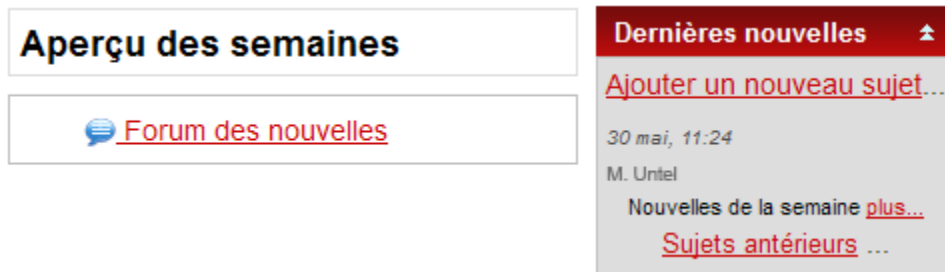 Aperçu des semaines
Forum des nouvelles
Dernières nouvelles
Ajouter un nouveau sujet...
30 mai, 11:24
M. Untel
Nouvelles de la semaine plus...
Sujets antérieurs ...